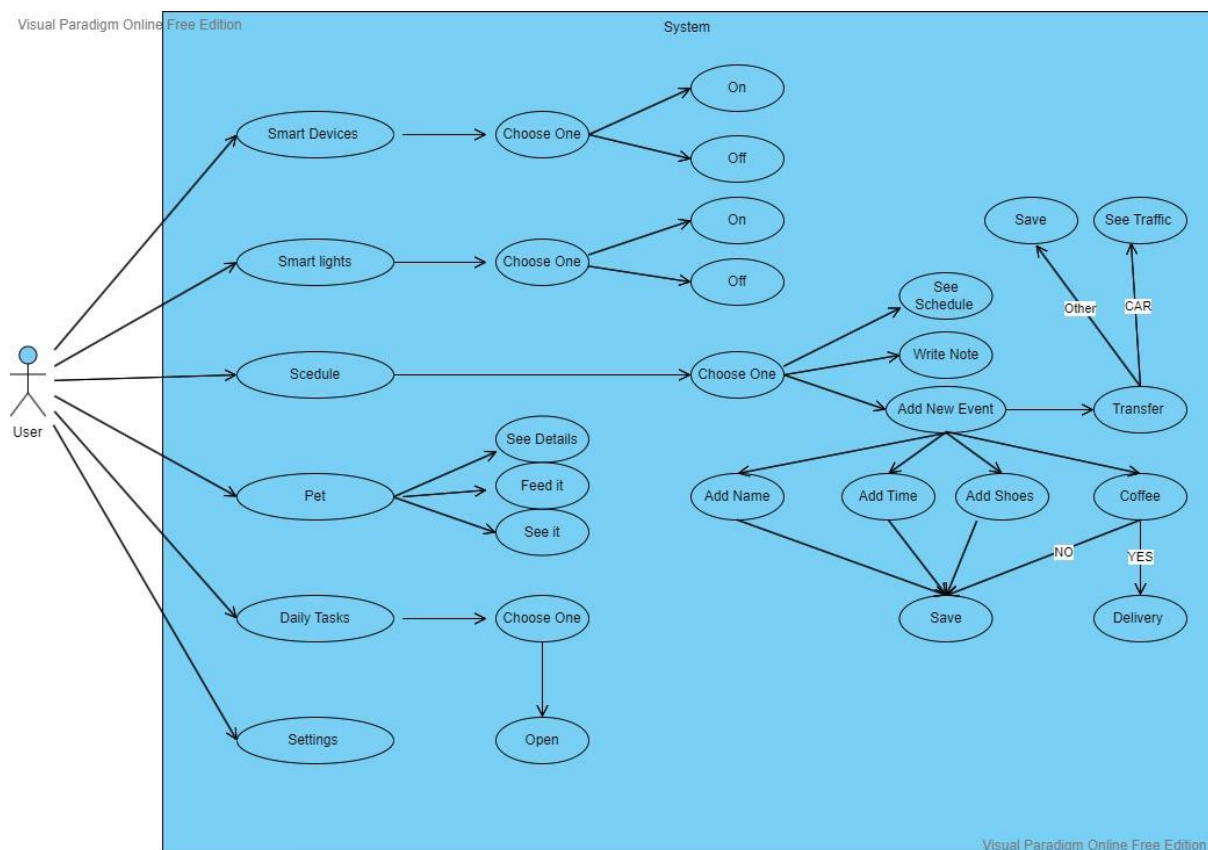 Visual Paradigm Online Free Edition
System
On
Smart Devices
Choose One
Off
On
Save
See Traffic
Smart lights
Choose One
Off
See
Schedule
Other
CAR
Write Note
Scedule
Choose One
Add New Event
Transfer
User
See Details
Feed it
Pet
Add Name
Add Time
Add Shoes
Coffee
See it
NO
YES
Daily Tasks
Choose One
Save
Delivery
Settings
Open
Visual Paradigm Online Free Edition